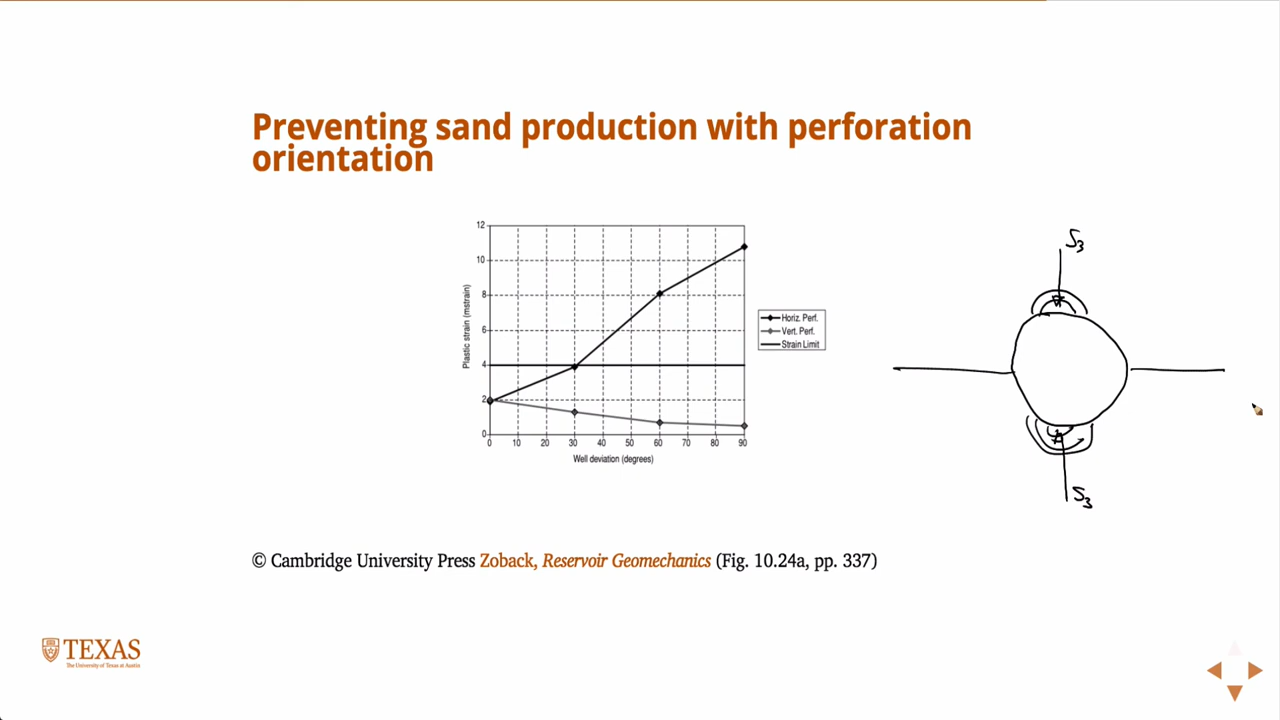 Preventing sand production with perforation
orientation
12
10
8
6
4
2
0
Plastic strain (mstrain)
0 10 20 30 40 50 60 70 80 90
Well deviation (degrees)
Horiz. Perf.
Vert. Perf.
Strain Limit
S3
S3
© Cambridge University Press Zoback, Reservoir Geomechanics (Fig. 10.24a, pp. 337)
TEXAS
The University of Texas at Austin